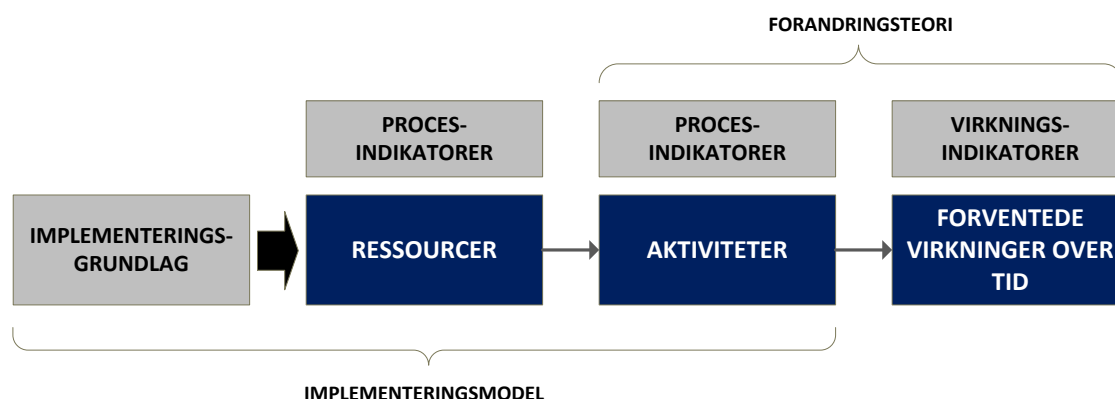 FORANDRINGSTEORI
PROCES-
INDIKATORER
PROCES-
INDIKATORER
VIRKNINGS-
INDIKATORER
IMPLEMENTERINGS-
GRUNDLAG
RESSOURCER
AKTIVITETER
FORVENTEDE
VIRKNINGER OVER
TID
IMPLEMENTERINGSMODEL